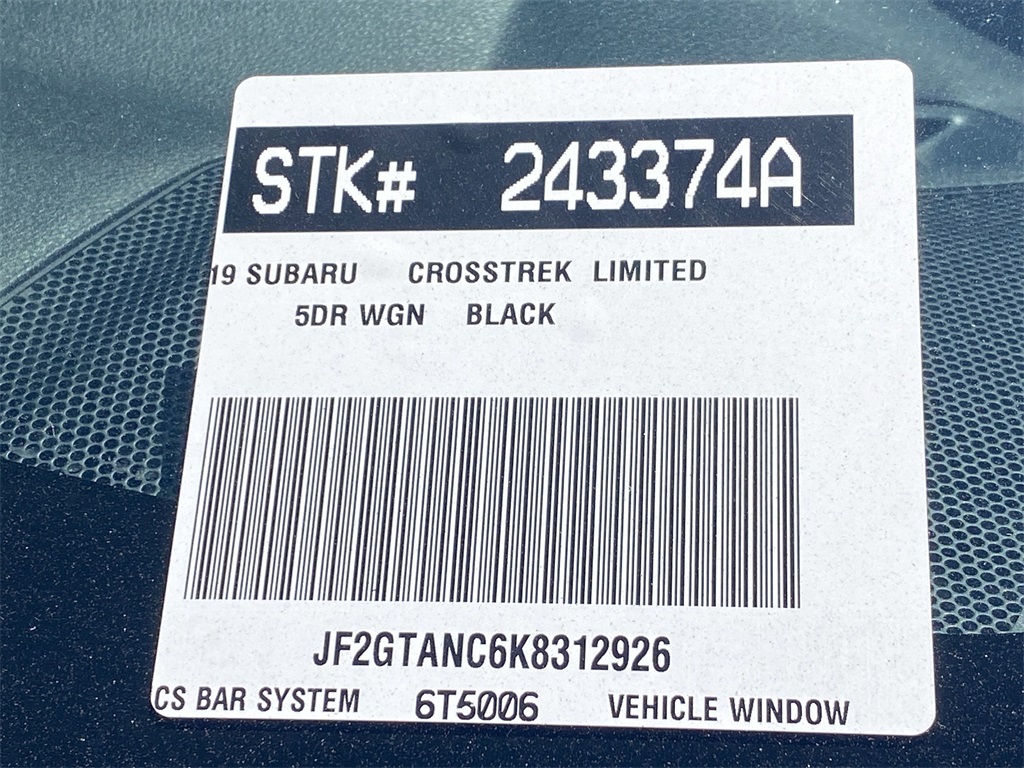 STK# 243374A
19 SUBARU CROSSTREK LIMITED
5DR WGN BLACK
JF2GTANC6K8312926
CS BAR SYSTEM 6T5006 VEHICLE WINDOW